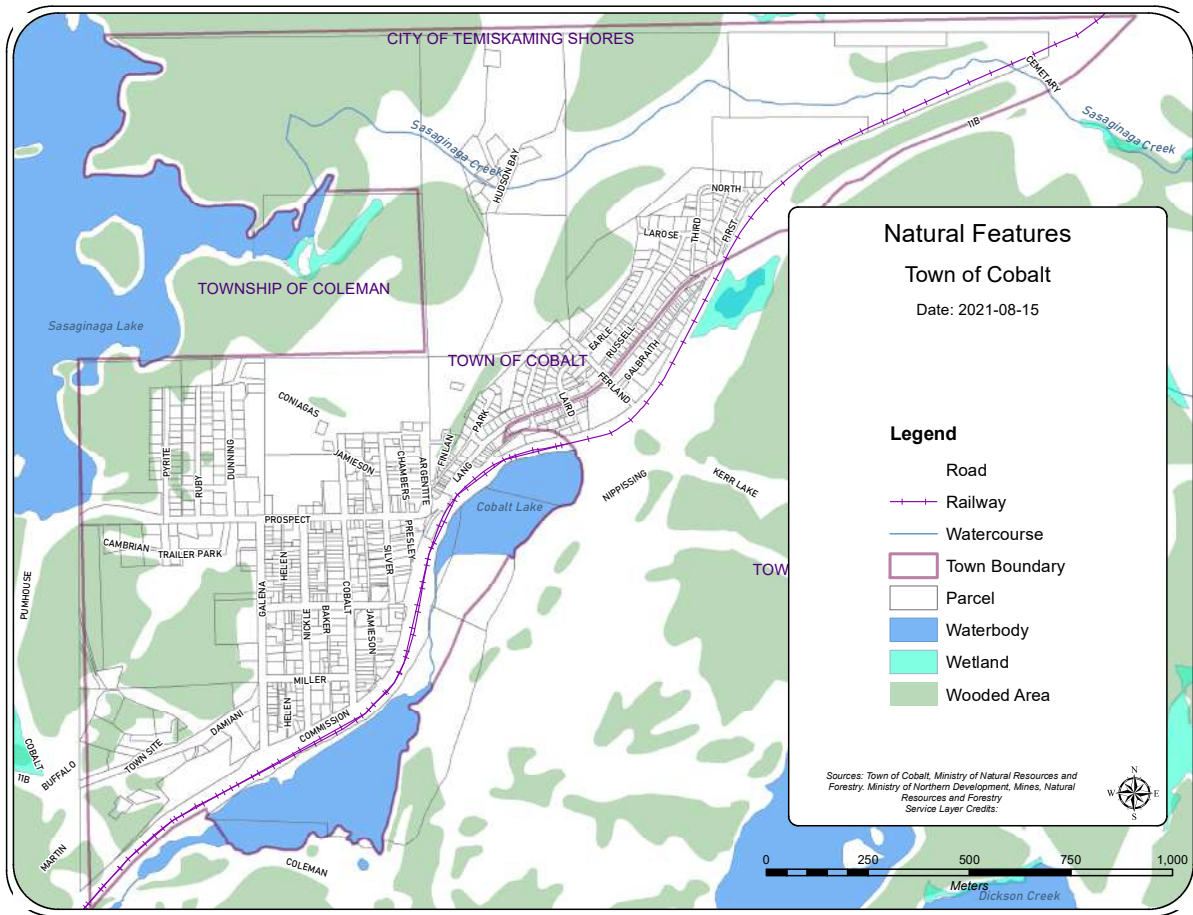 CITY OF TEMISKAMING SHORES
CEMETARY
Sasaginaga Creek
11B
Sasaginaga Creek
HUDSON BAY
NORTH
THIRD
FIRST
LAROSE
TOWNSHIP OF COLEMAN
Sasaginaga Lake
TOWN OF COBALT
EARLE
RUSSELL
GALBRAITH
FERLAND
LAIRD
PARK
FINLAN
LANG
CONIAGAS
JAMIESON
CHAMBERS
ARGENTITE
PYRITE
RUBY
DUNNING
PROSPECT
PRESLEY
SILVER
Cobalt Lake
NIPPISSING
KERR LAKE
CAMBRIAN
TRAILER PARK
PUMHOUSE
GALENA
HELEN
NICKLE
BAKER
COBALT
JAMIESON
TOW
MILLER
HELEN
COMMISSION
DAMIANI
TOWN SITE
BUFFALO
COBALT
11B
MARTIN
COLEMAN
Natural Features
Town of Cobalt
Date: 2021-08-15
Legend
Road
Railway
Watercourse
Town Boundary
Parcel
Waterbody
Wetland
Wooded Area
Sources: Town of Cobalt, Ministry of Natural Resources and
Forestry. Ministry of Northern Development, Mines, Natural
Resources and Forestry
Service Layer Credits:
N
W E
S
0 250 500 750 1,000
Meters
Dickson Creek